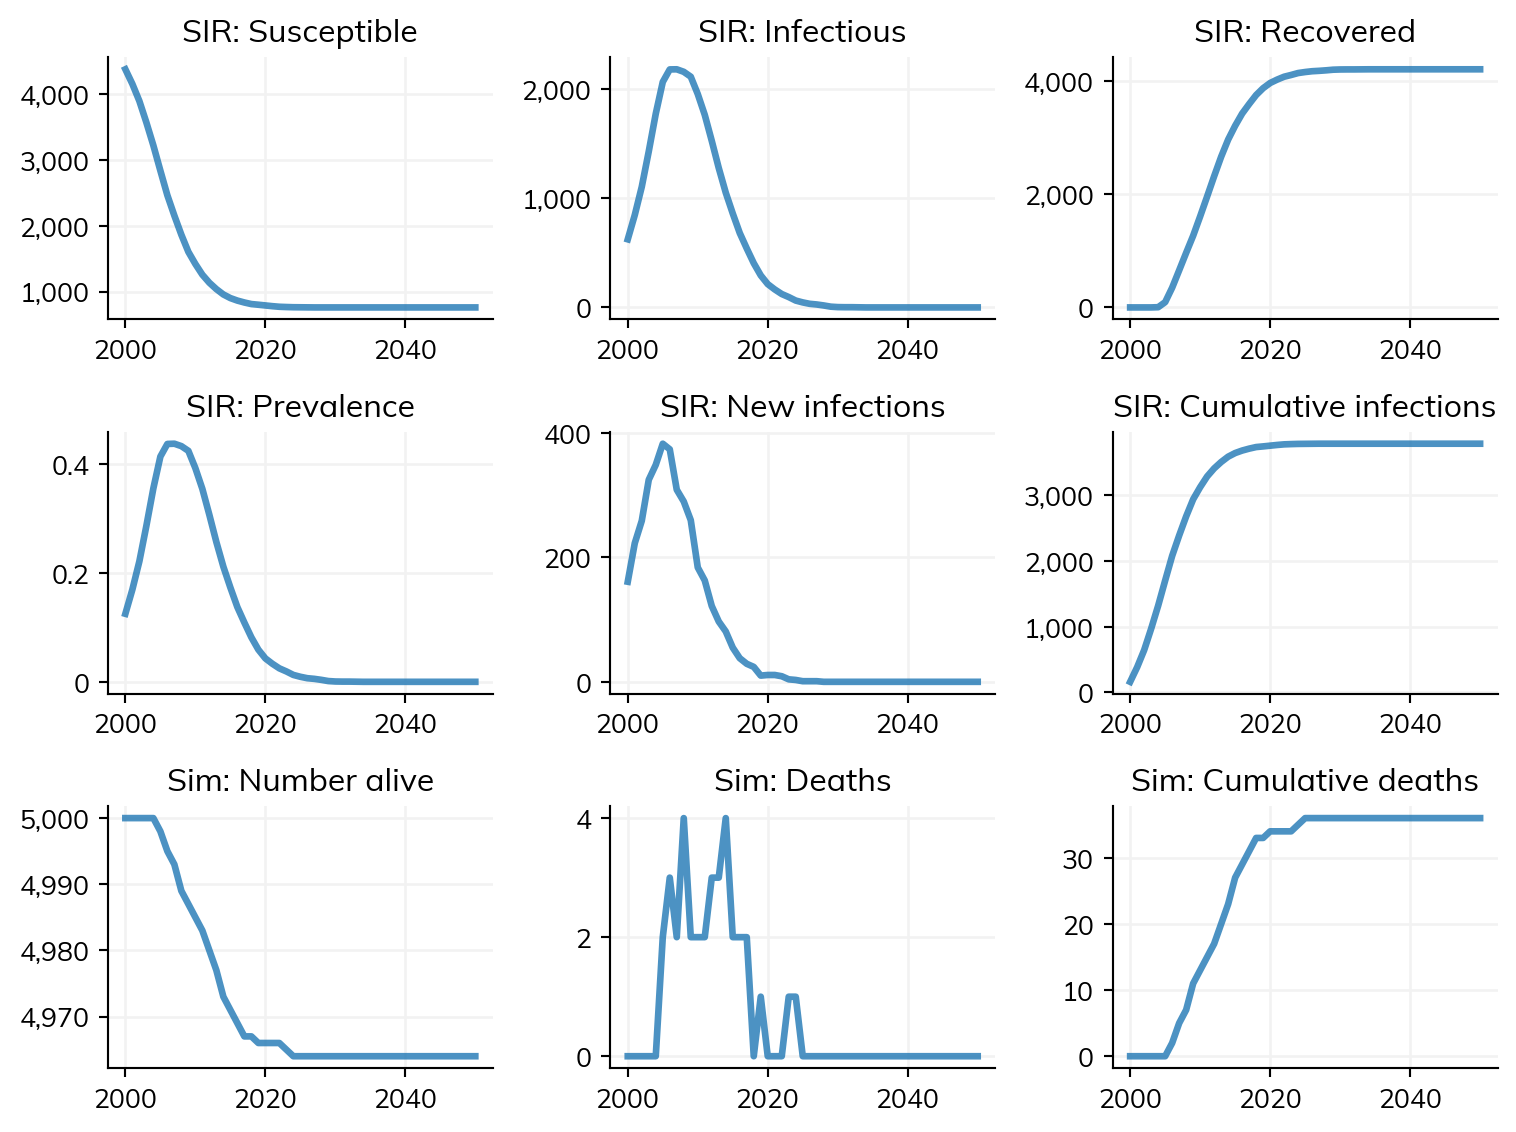 SIR: Susceptible
4,000
3,000
2,000
1,000
2000 2020 2040
SIR: Infectious
2,000
1,000
0
2000 2020 2040
SIR: Recovered
4,000
2,000
0
2000 2020 2040
SIR: Prevalence
0.4
0.2
0
2000 2020 2040
SIR: New infections
400
200
0
2000 2020 2040
SIR: Cumulative infections
3,000
2,000
1,000
0
2000 2020 2040
Sim: Number alive
5,000
4,990
4,980
4,970
2000 2020 2040
Sim: Deaths
4
2
0
2000 2020 2040
Sim: Cumulative deaths
30
20
10
0
2000 2020 2040